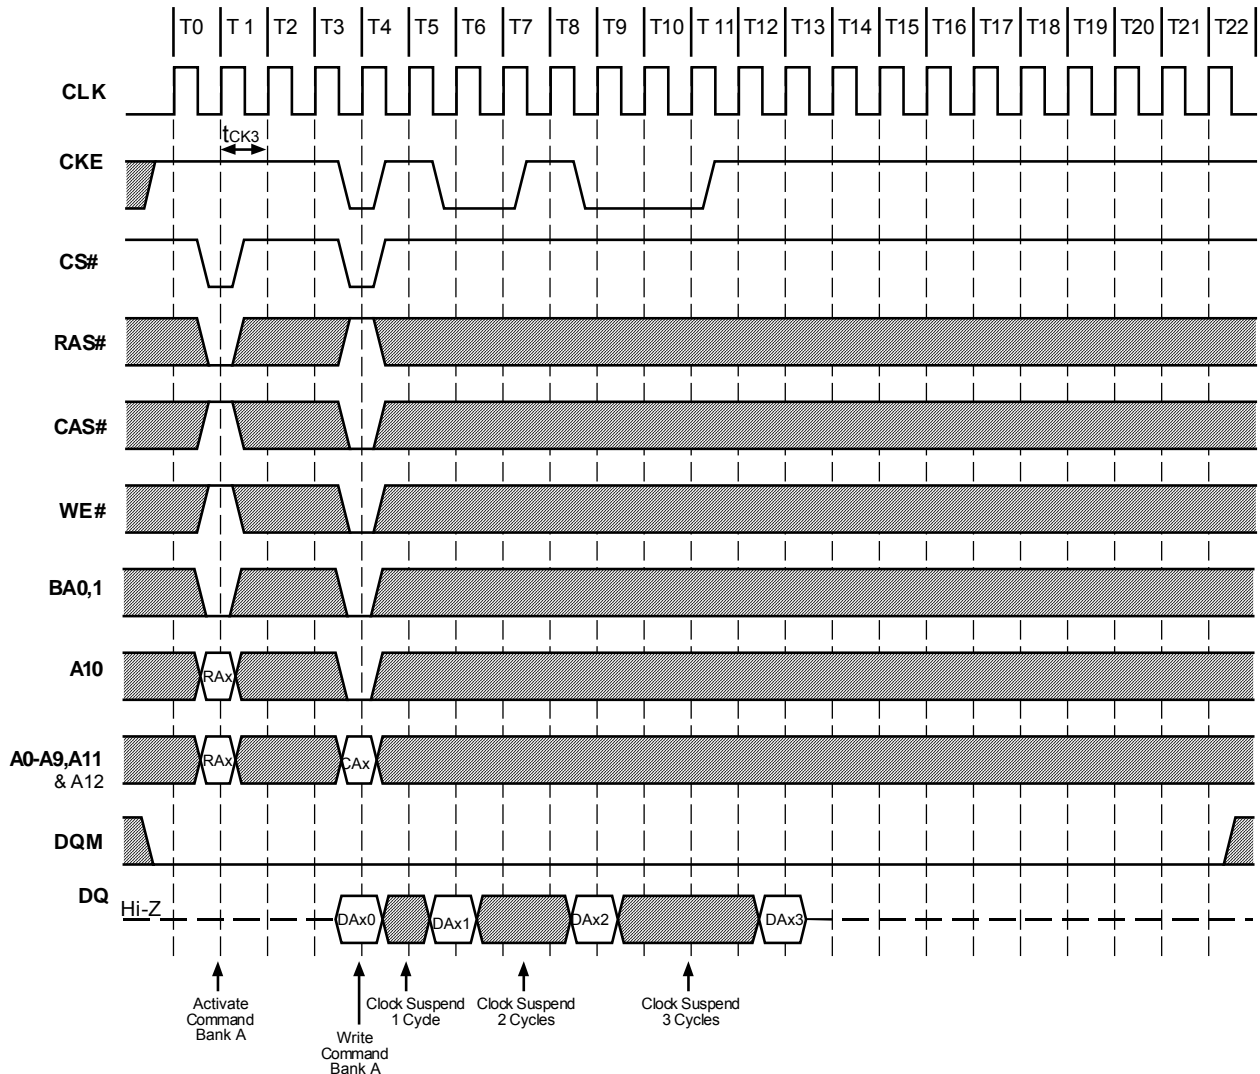 T0 T 1 T2 T3 T4 T5 T6 T7 T8 T9 T10 T 11 T12 T13 T14 T15 T16 T17 T18 T19 T20 T21 T22
CLK
tCK3
CKE
CS#
RAS#
CAS#
WE#
BA0,1
A10
RAx
A0-A9,A11
& A12
RAx
CAx
DQM
DQ
Hi-Z
DAx0
DAx1
DAx2
DAx3
Activate
Command
Bank A
Write
Command
Bank A
Clock Suspend
1 Cycle
Clock Suspend
2 Cycles
Clock Suspend
3 Cycles